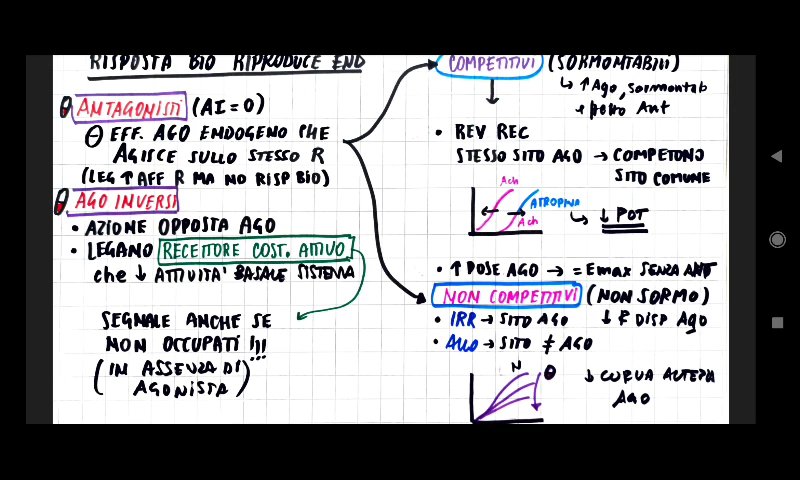 RISPOSTA BIO RIPRODUCE END
ANTAGONISTI (AI=0)
⊖ EFF. AGO ENDOGENO CHE
AGISCE SULLO STESSO R
(LEG ↑ AFF R MA NO RISP BIO)
AGO INVERSI
• AZIONE OPPOSTA AGO
• LEGANO RECETTORE COST. ATTIVO
che ↓ ATTIVITA' BASALE SISTEMA
SEGNALE ANCHE SE
NON OCCUPATI !!!
(IN ASSENZA DI
AGONISTA)
COMPETITIVI (SORMONTABILI)
↳ ↑ Ago, sormontab
Ant
• REV REC
STESSO SITO AGO → COMPETONO
SITO COMUNE
Ach
ATROPINA
Ach
↳ ↓ POT
• ↑ DOSE AGO → = Emax SENZA ANT
NON COMPETITIVI (NON SORMO)
• IRR → SITO AGO ↓ R DISP AGO
• Allo → SITO ≠ AGO
N
↓ CURVA ALTEZZA
AGO